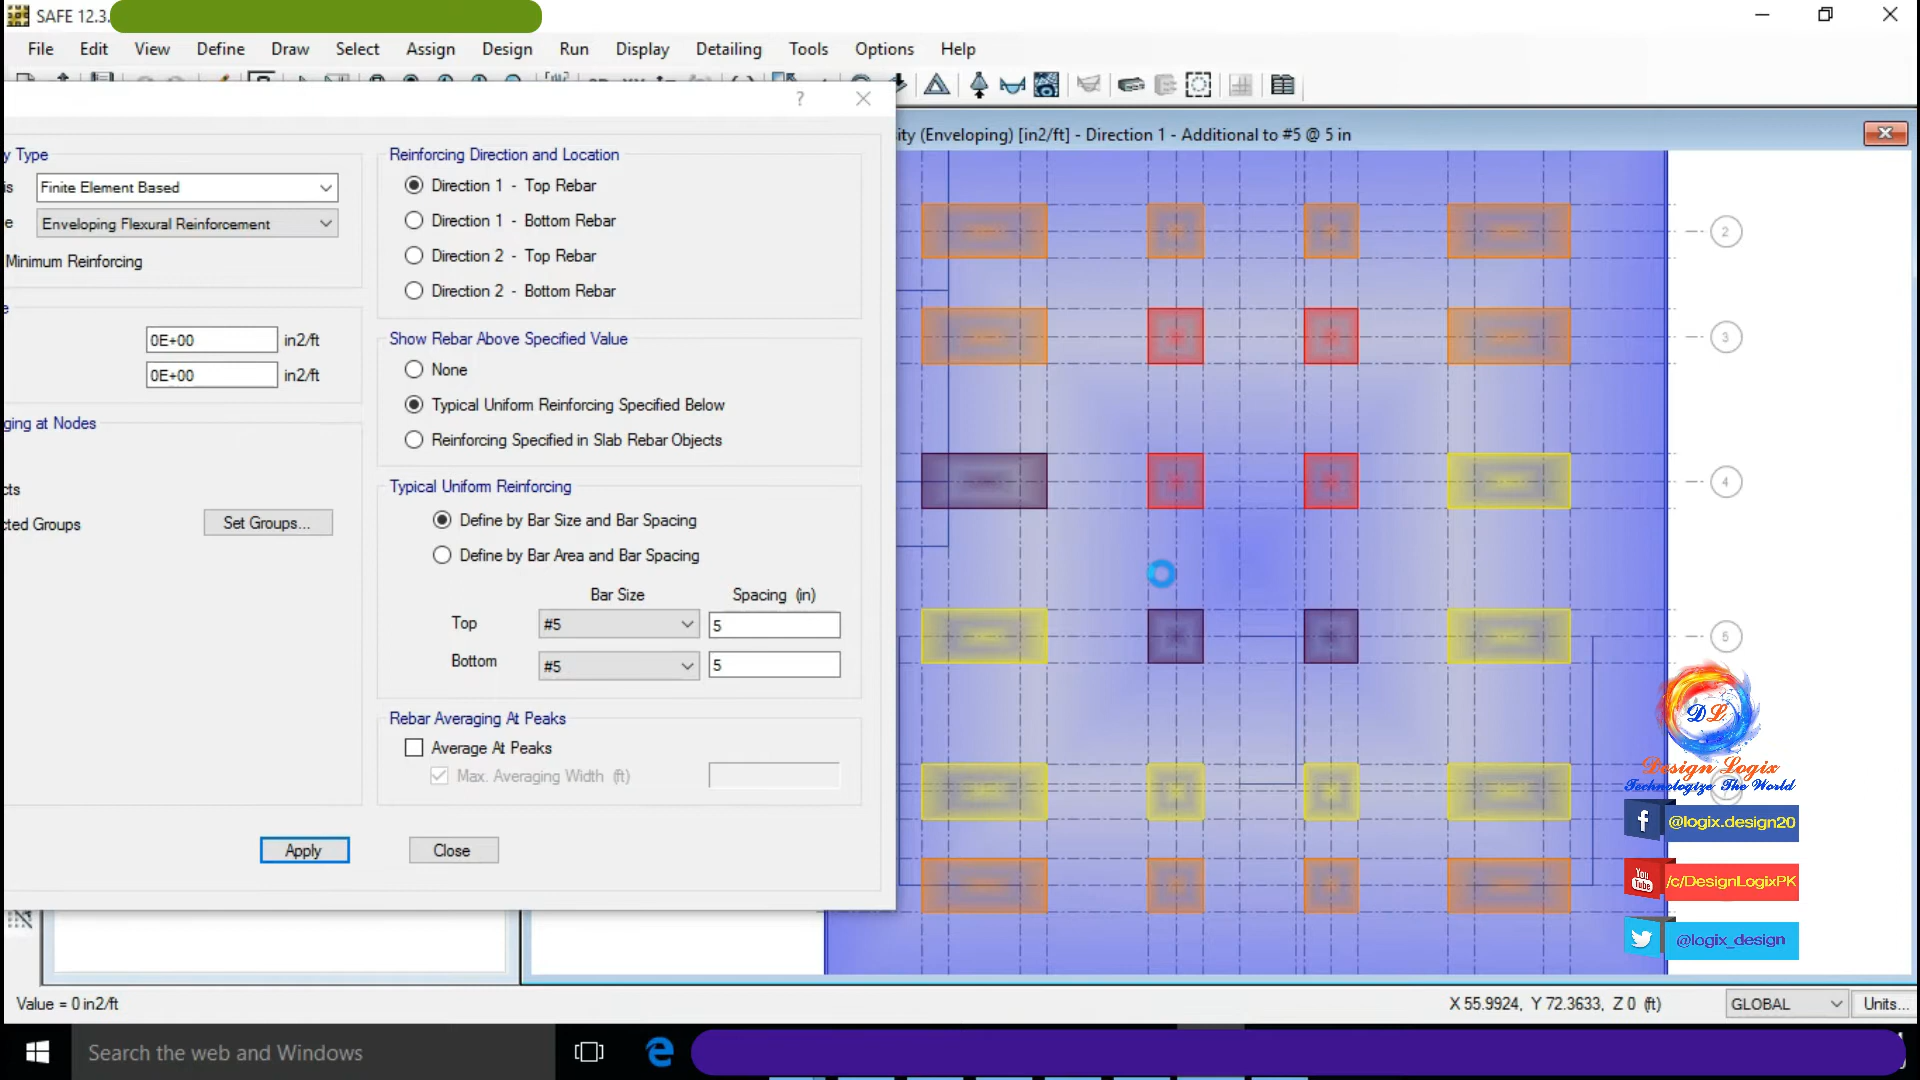 SAFE 12.3.
File Edit View Define Draw Select Assign Design Run Display Detailing Tools Options Help
ity (Enveloping) [in2/ft] - Direction 1 - Additional to #5 @ 5 in
y Type
is Finite Element Based
e Enveloping Flexural Reinforcement
Minimum Reinforcing
e
0E+00 in2/ft
0E+00 in2/ft
ging at Nodes
cts
cted Groups Set Groups...
Reinforcing Direction and Location
Direction 1 - Top Rebar
Direction 1 - Bottom Rebar
Direction 2 - Top Rebar
Direction 2 - Bottom Rebar
Show Rebar Above Specified Value
None
Typical Uniform Reinforcing Specified Below
Reinforcing Specified in Slab Rebar Objects
Typical Uniform Reinforcing
Define by Bar Size and Bar Spacing
Define by Bar Area and Bar Spacing
Bar Size Spacing (in)
Top #5 5
Bottom #5 5
Rebar Averaging At Peaks
Average At Peaks
Max. Averaging Width (ft)
Apply Close
2
3
4
5
DL
Design Logix
Technologize The World
f @logix.design20
You Tube /c/DesignLogixPK
@logix_design
Value = 0 in2/ft
X 55.9924, Y 72.3633, Z 0 (ft)
GLOBAL
Units...
Search the web and Windows